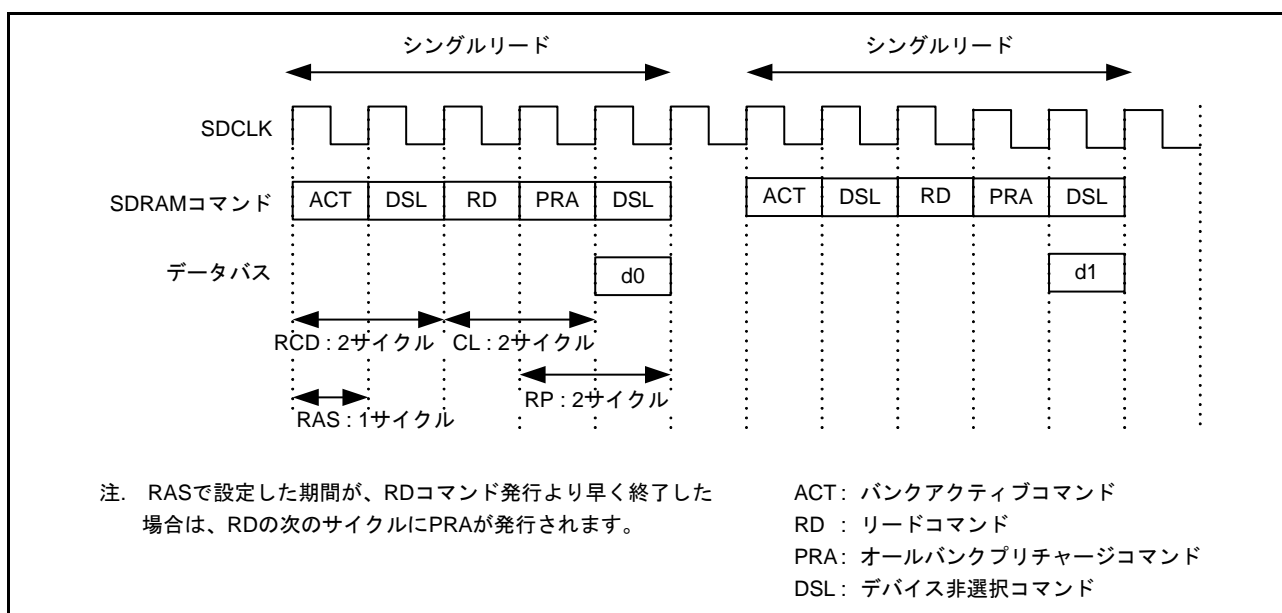 シングルリード シングルリード
SDCLK
SDRAMコマンド ACT DSL RD PRA DSL ACT DSL RD PRA DSL
データバス d0 d1
RCD : 2サイクル CL : 2サイクル
RP : 2サイクル
RAS : 1サイクル
注. RASで設定した期間が、RDコマンド発行より早く終了した
場合は、RDの次のサイクルにPRAが発行されます。
ACT : バンクアクティブコマンド
RD : リードコマンド
PRA : オールバンクプリチャージコマンド
DSL : デバイス非選択コマンド